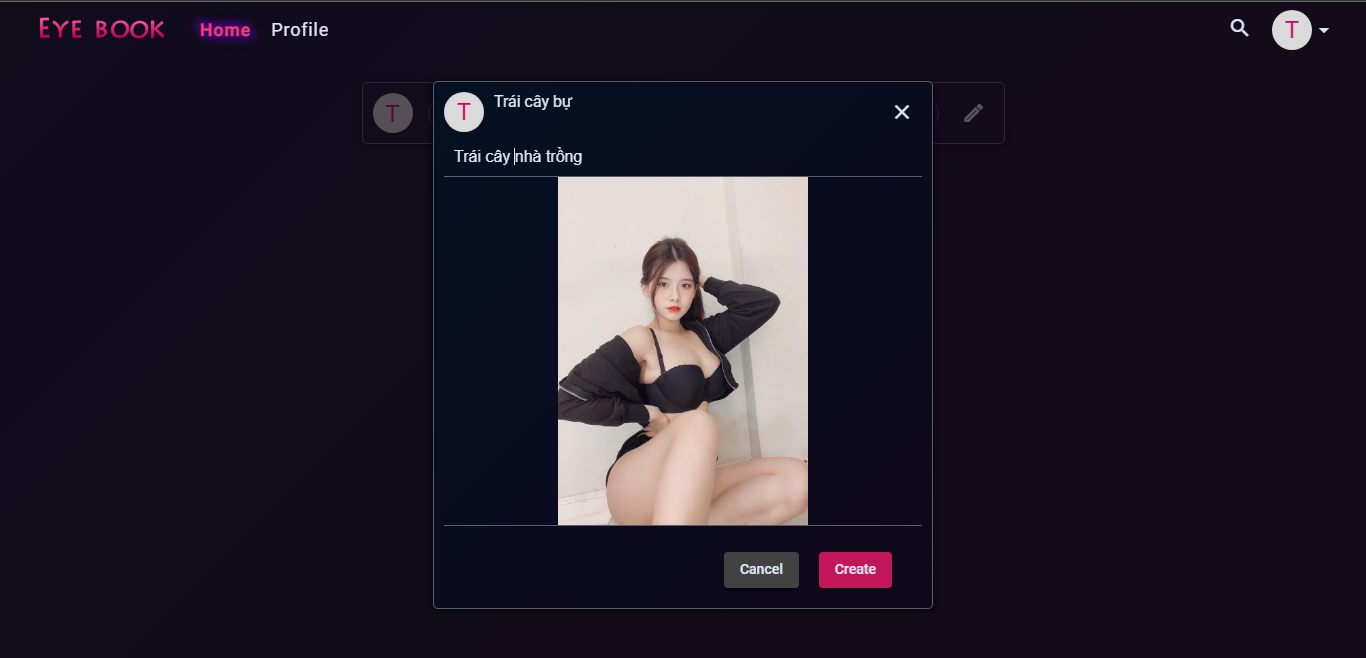 EYE BOOK Home Profile T
T
T Trái cây bự
Trái cây nhà trồng
Cancel Create